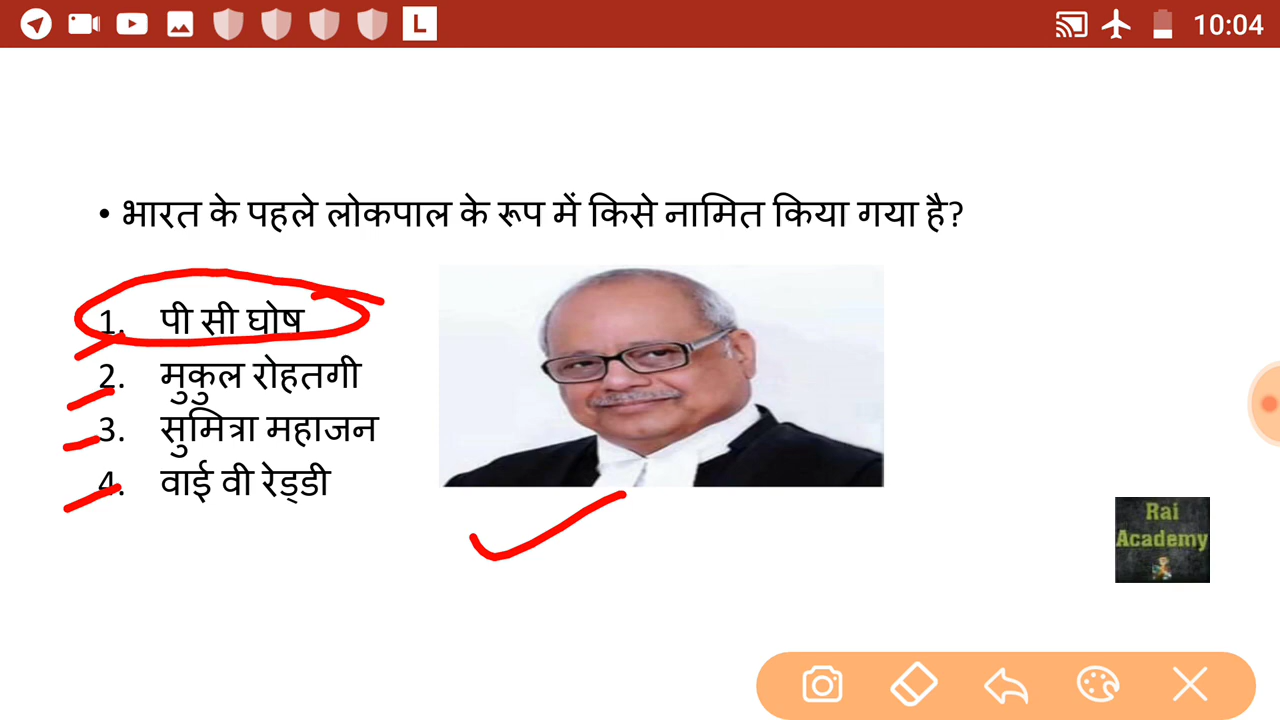 L 10:04
• भारत के पहले लोकपाल के रूप में किसे नामित किया गया है?
1. पी सी घोष
2. मुकुल रोहतगी
3. सुमित्रा महाजन
4. वाई वी रेड्डी
Rai
Academy